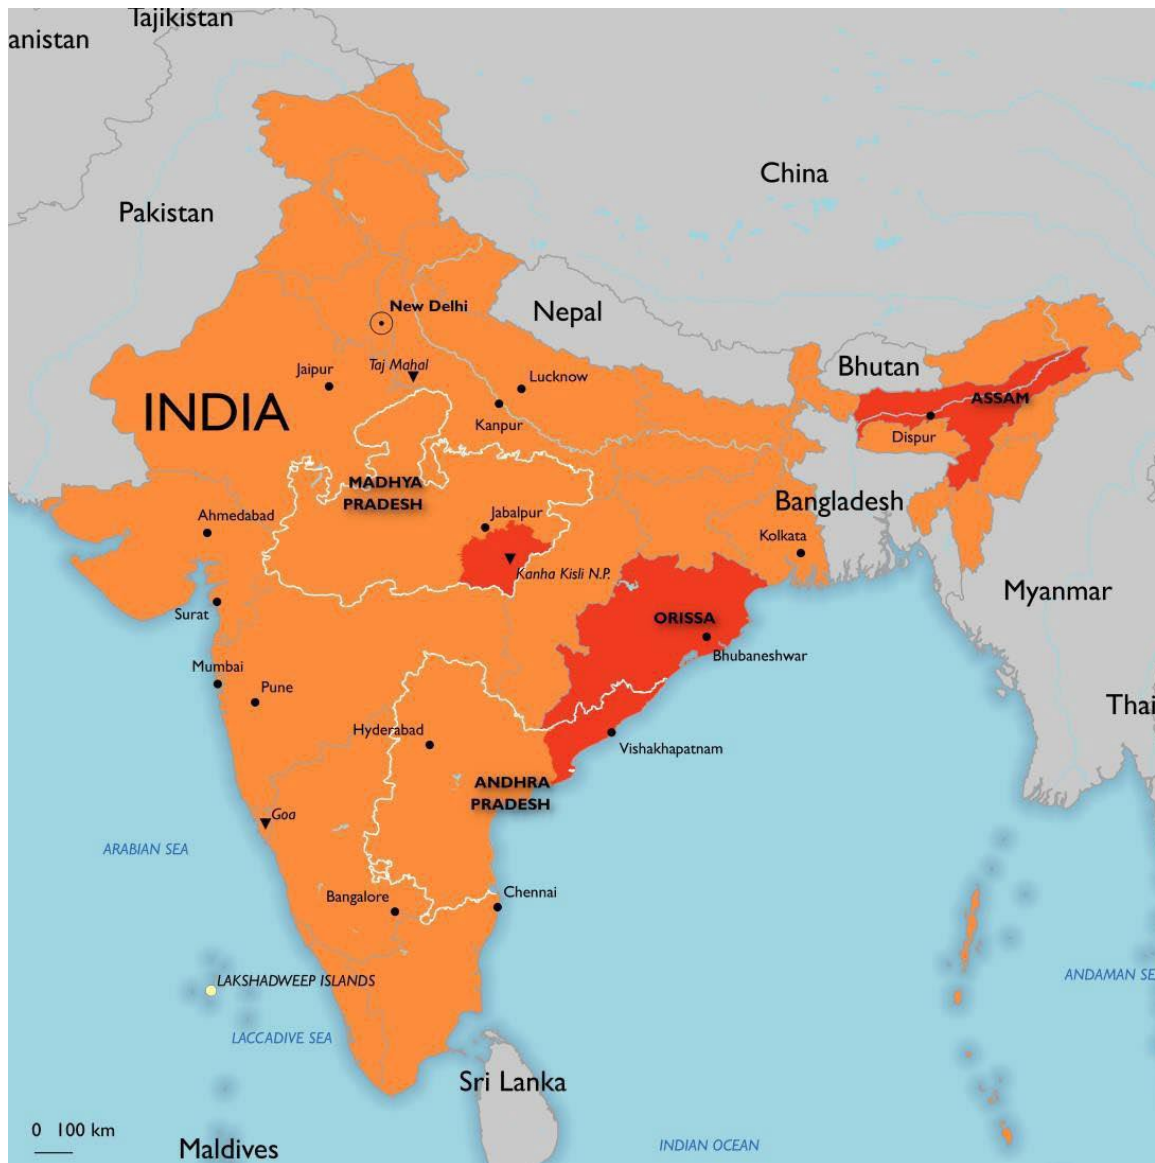 Tajikistan
anistan
China
Pakistan
Nepal
New Delhi
Bhutan
Taj Mahal
Jaipur
Lucknow
INDIA
ASSAM
Kanpur
Dispur
MADHYA
PRADESH
Bangladesh
Ahmedabad
Jabalpur
Kolkata
Kanha Kisli N.P.
Myanmar
Surat
ORISSA
Bhubaneshwar
Mumbai
Pune
Thai
Hyderabad
Vishakhapatnam
ANDHRA
PRADESH
Goa
ARABIAN SEA
Bangalore
Chennai
LAKSHADWEEP ISLANDS
ANDAMAN SE
LACCADIVE SEA
Sri Lanka
0 100 km
Maldives
INDIAN OCEAN